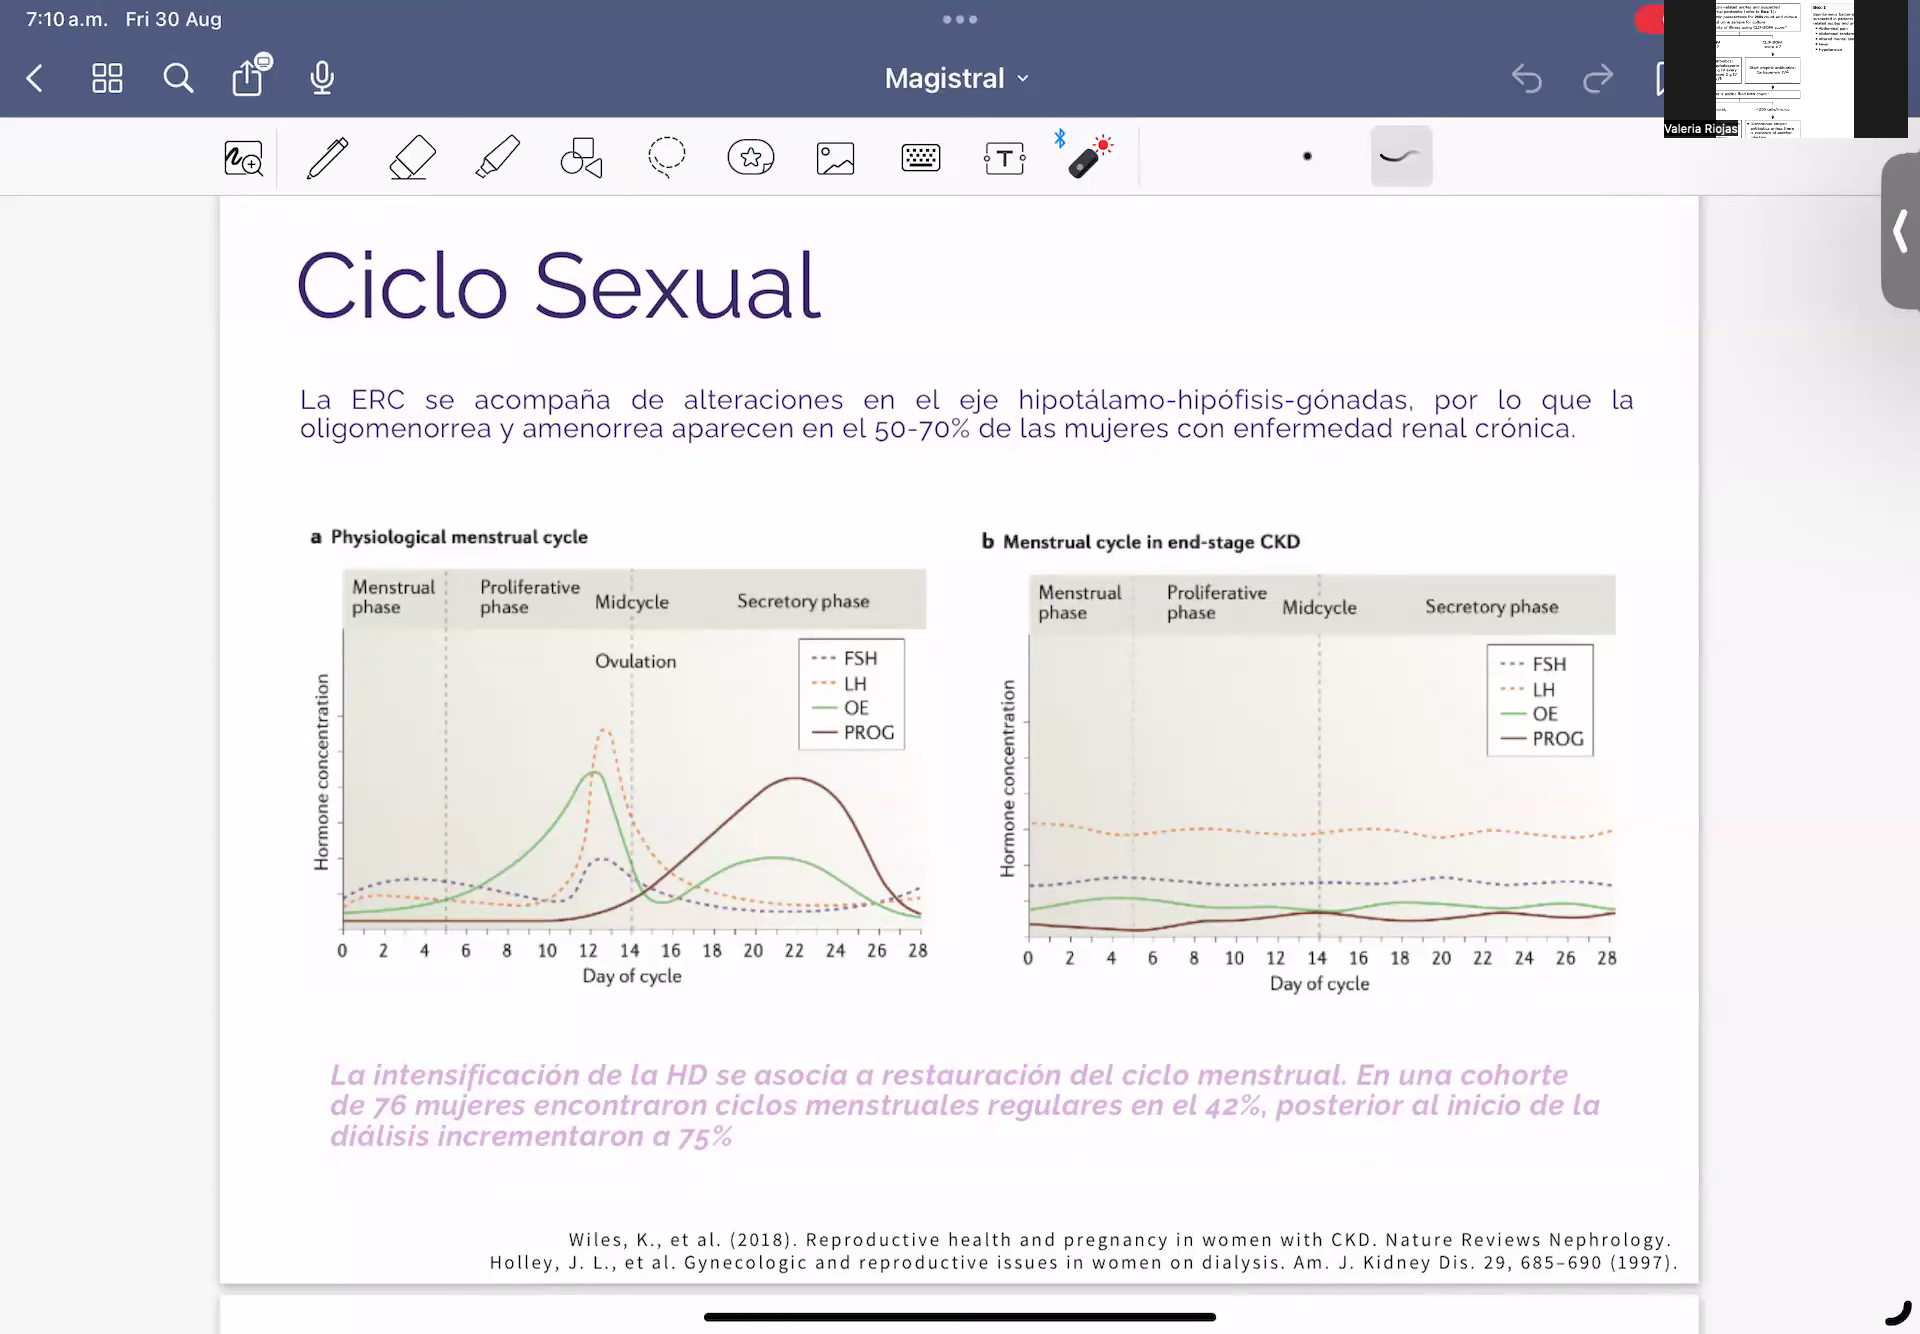 7:10 a.m. Fri 30 Aug
Magistral
Valeria Riojas
Box 1
Ciclo Sexual
La ERC se acompaña de alteraciones en el eje hipotálamo-hipófisis-gónadas, por lo que la
oligomenorrea y amenorrea aparecen en el 50-70% de las mujeres con enfermedad renal crónica.
a Physiological menstrual cycle
Menstrual
phase
Proliferative
phase
Midcycle
Secretory phase
Ovulation
FSH
LH
OE
PROG
Hormone concentration
0 2 4 6 8 10 12 14 16 18 20 22 24 26 28
Day of cycle
b Menstrual cycle in end-stage CKD
Menstrual
phase
Proliferative
phase
Midcycle
Secretory phase
FSH
LH
OE
PROG
Hormone concentration
0 2 4 6 8 10 12 14 16 18 20 22 24 26 28
Day of cycle
La intensificación de la HD se asocia a restauración del ciclo menstrual. En una cohorte
de 76 mujeres encontraron ciclos menstruales regulares en el 42%, posterior al inicio de la
diálisis incrementaron a 75%
Wiles, K., et al. (2018). Reproductive health and pregnancy in women with CKD. Nature Reviews Nephrology.
Holley, J. L., et al. Gynecologic and reproductive issues in women on dialysis. Am. J. Kidney Dis. 29, 685–690 (1997).